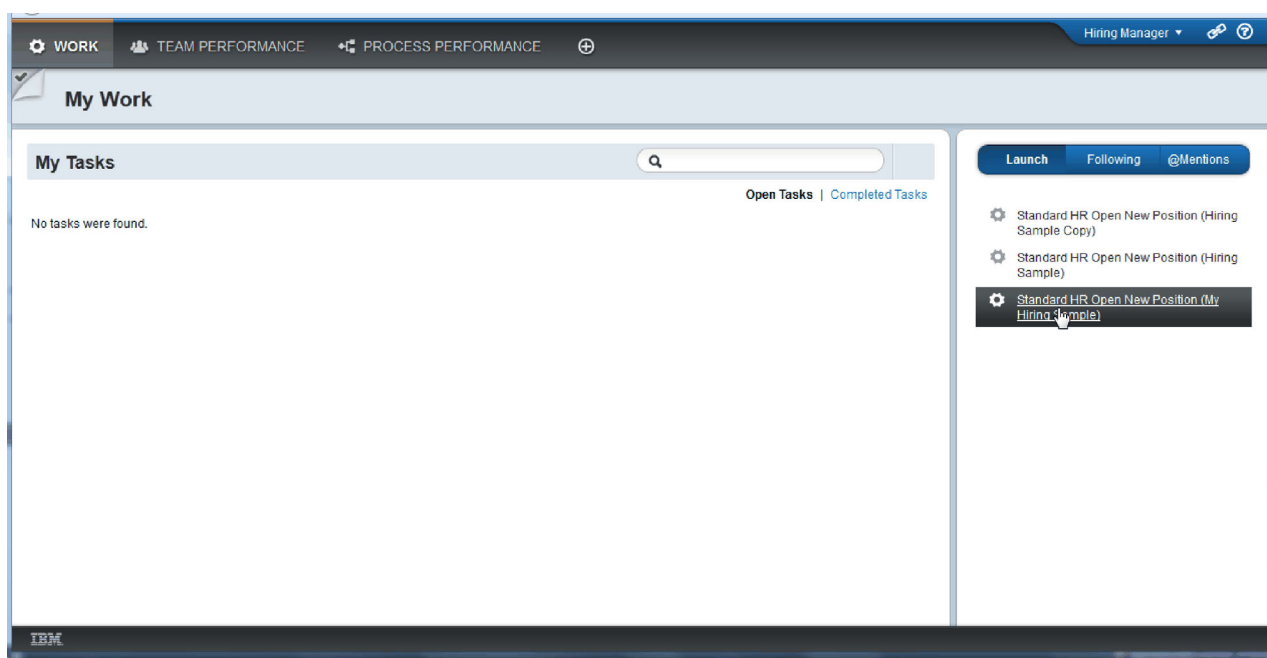 WORK TEAM PERFORMANCE PROCESS PERFORMANCE Hiring Manager
My Work
My Tasks
Launch Following @Mentions
Open Tasks | Completed Tasks
No tasks were found.
Standard HR Open New Position (Hiring
Sample Copy)
Standard HR Open New Position (Hiring
Sample)
Standard HR Open New Position (My
Hiring Sample)
IBM